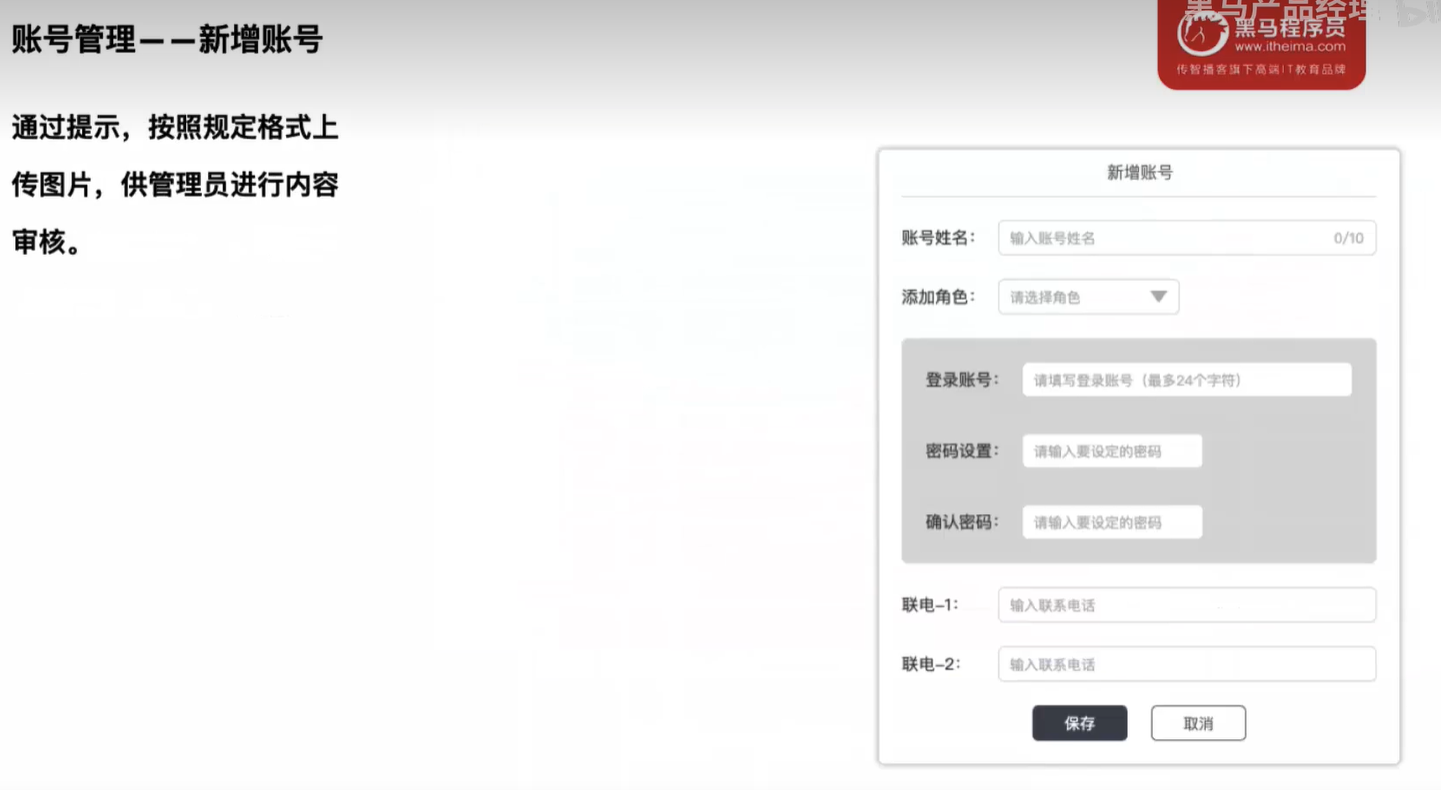 账号管理——新增账号
黑马产品经理
黑马程序员
www.itheima.com
传智播客旗下高端IT教育品牌
通过提示，按照规定格式上
传图片，供管理员进行内容
审核。
新增账号
账号姓名： 输入账号姓名 0/10
添加角色： 请选择角色
登录账号： 请填写登录账号（最多24个字符）
密码设置： 请输入要设定的密码
确认密码： 请输入要设定的密码
联电-1： 输入联系电话
联电-2： 输入联系电话
保存 取消